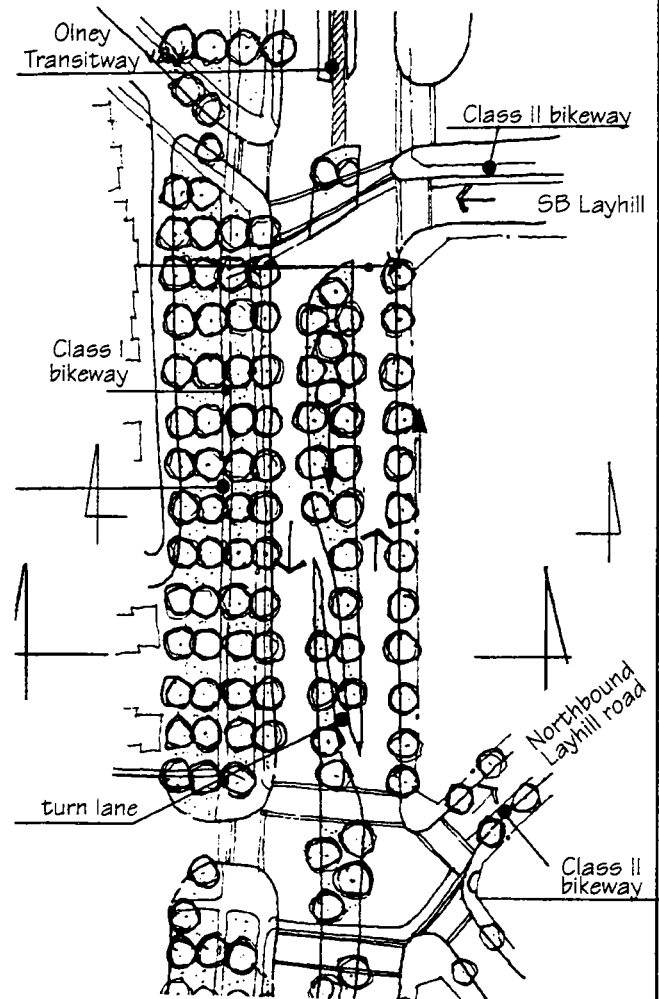 Olney
Transitway
Class II bikeway
SB Layhill
Class I
bikeway
Northbound
Layhill road
turn lane
Class II
bikeway